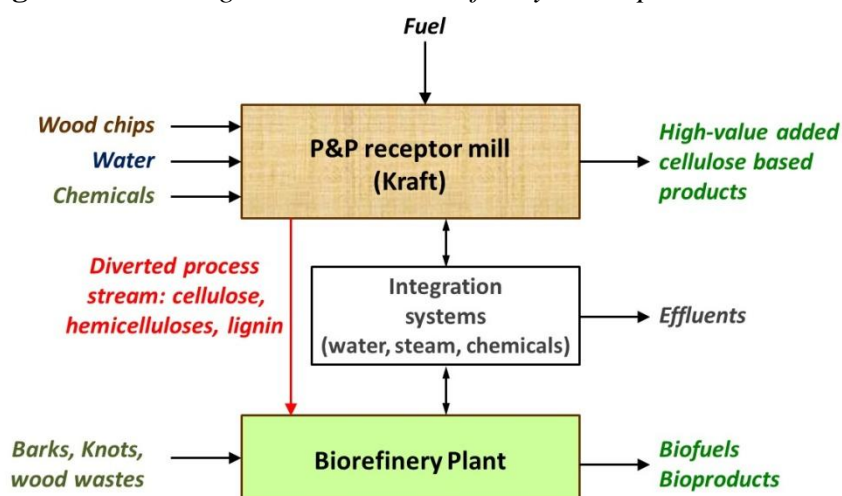 Fuel
Wood chips
Water
Chemicals
P&P receptor mill
(Kraft)
High-value added
cellulose based
products
Diverted process
stream: cellulose,
hemicelluloses, lignin
Integration
systems
(water, steam, chemicals)
Effluents
Barks, Knots,
wood wastes
Biorefinery Plant
Biofuels
Bioproducts